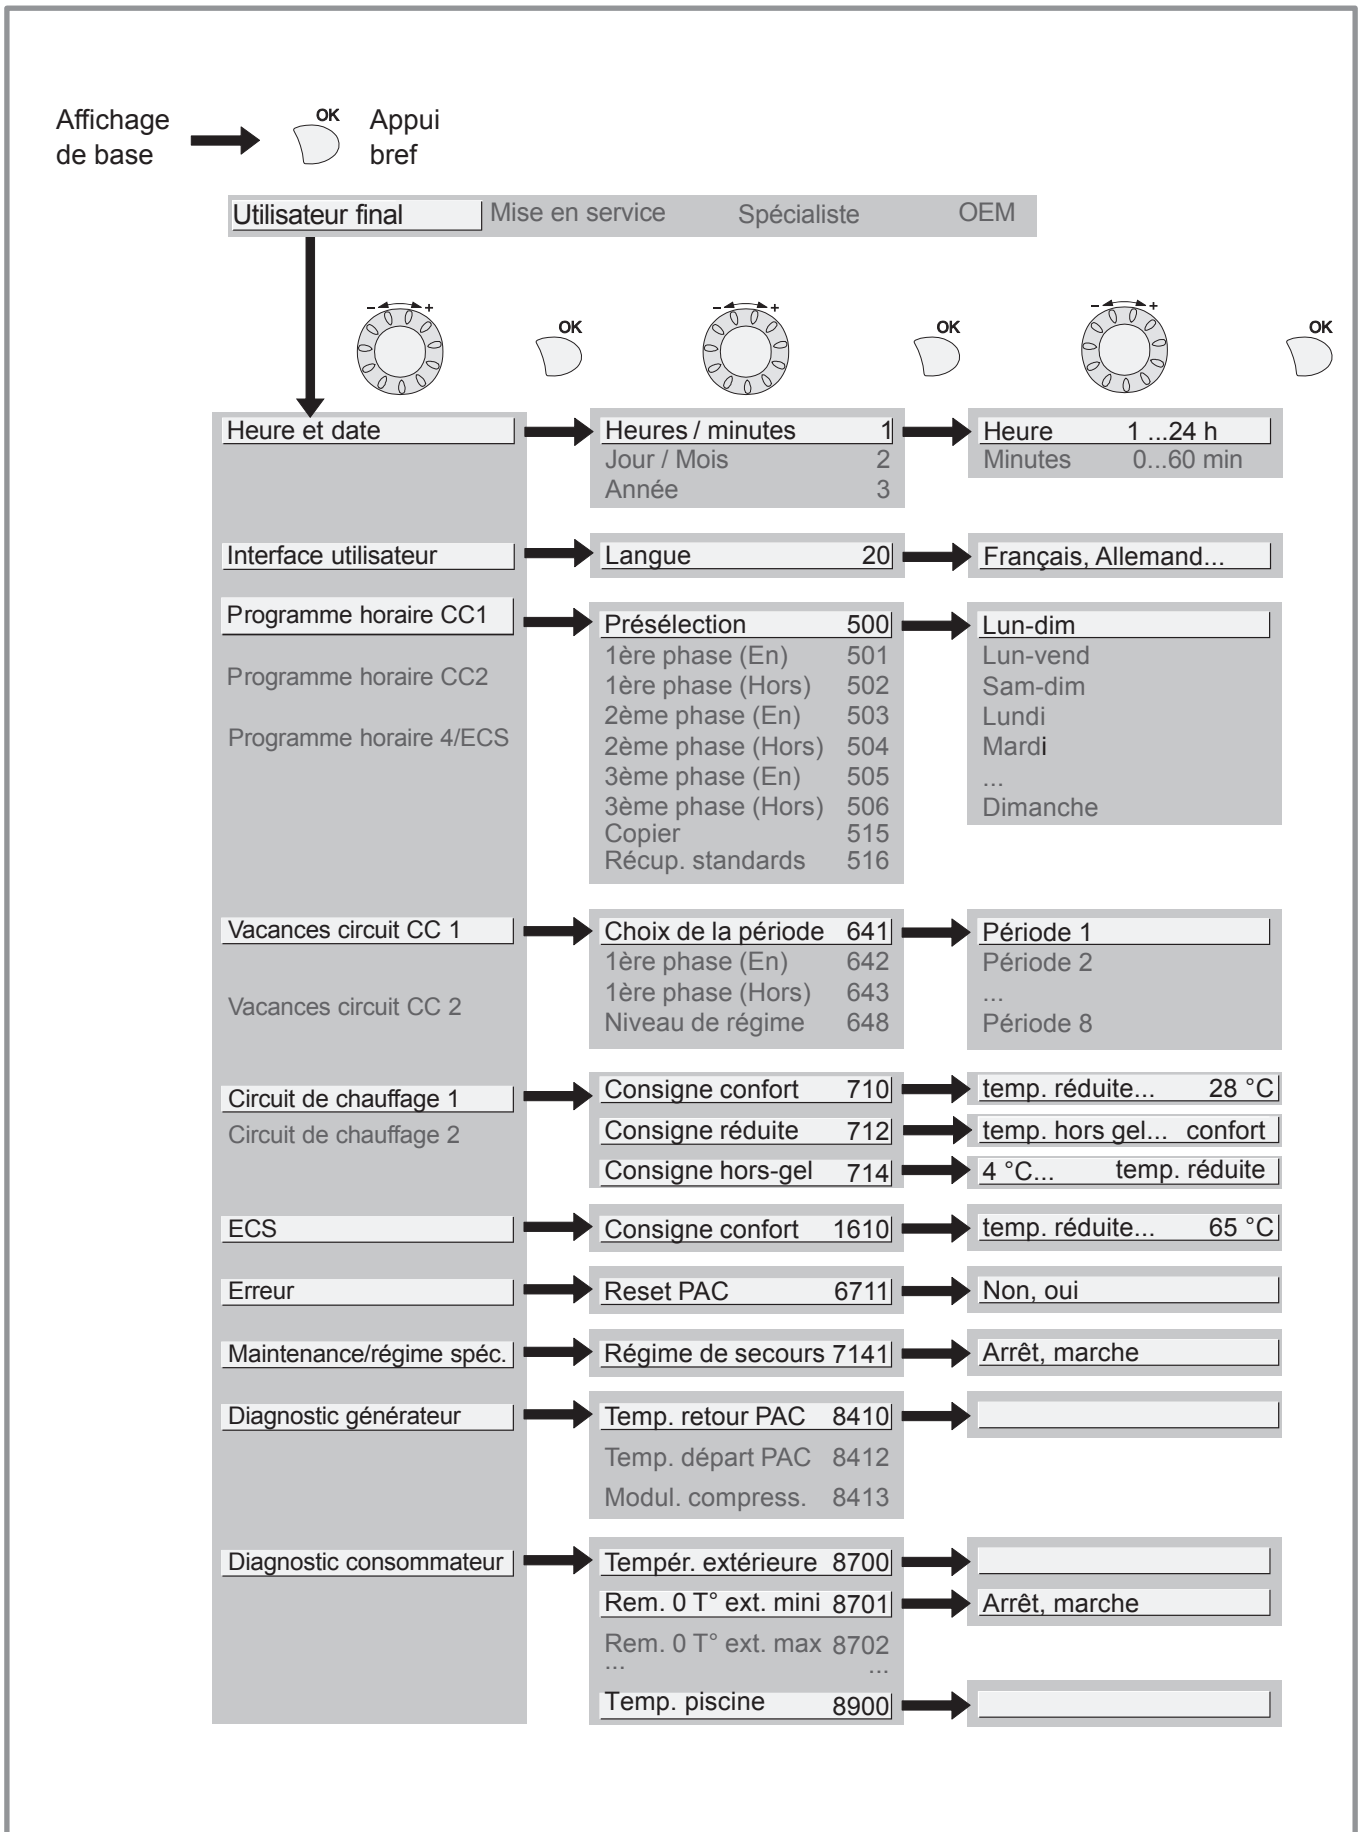 Affichage de base
OK
Appui bref
Utilisateur final Mise en service Spécialiste OEM
- +
OK
- +
OK
- +
OK
Heure et date Heures / minutes 1 Heure 1 ...24 h
Jour / Mois 2 Minutes 0...60 min
Année 3
Interface utilisateur Langue 20 Français, Allemand...
Programme horaire CC1 Présélection 500 Lun-dim
1ère phase (En) 501 Lun-vend
Programme horaire CC2 1ère phase (Hors) 502 Sam-dim
2ème phase (En) 503 Lundi
Programme horaire 4/ECS 2ème phase (Hors) 504 Mardi
3ème phase (En) 505 ...
3ème phase (Hors) 506 Dimanche
Copier 515
Récup. standards 516
Vacances circuit CC 1 Choix de la période 641 Période 1
1ère phase (En) 642 Période 2
Vacances circuit CC 2 1ère phase (Hors) 643 ...
Niveau de régime 648 Période 8
Circuit de chauffage 1 Consigne confort 710 temp. réduite... 28 °C
Circuit de chauffage 2 Consigne réduite 712 temp. hors gel... confort
Consigne hors-gel 714 4 °C... temp. réduite
ECS Consigne confort 1610 temp. réduite... 65 °C
Erreur Reset PAC 6711 Non, oui
Maintenance/régime spéc. Régime de secours 7141 Arrêt, marche
Diagnostic générateur Temp. retour PAC 8410
Temp. départ PAC 8412
Modul. compress. 8413
Diagnostic consommateur Tempér. extérieure 8700
Rem. 0 T° ext. mini 8701 Arrêt, marche
Rem. 0 T° ext. max 8702
... ...
Temp. piscine 8900